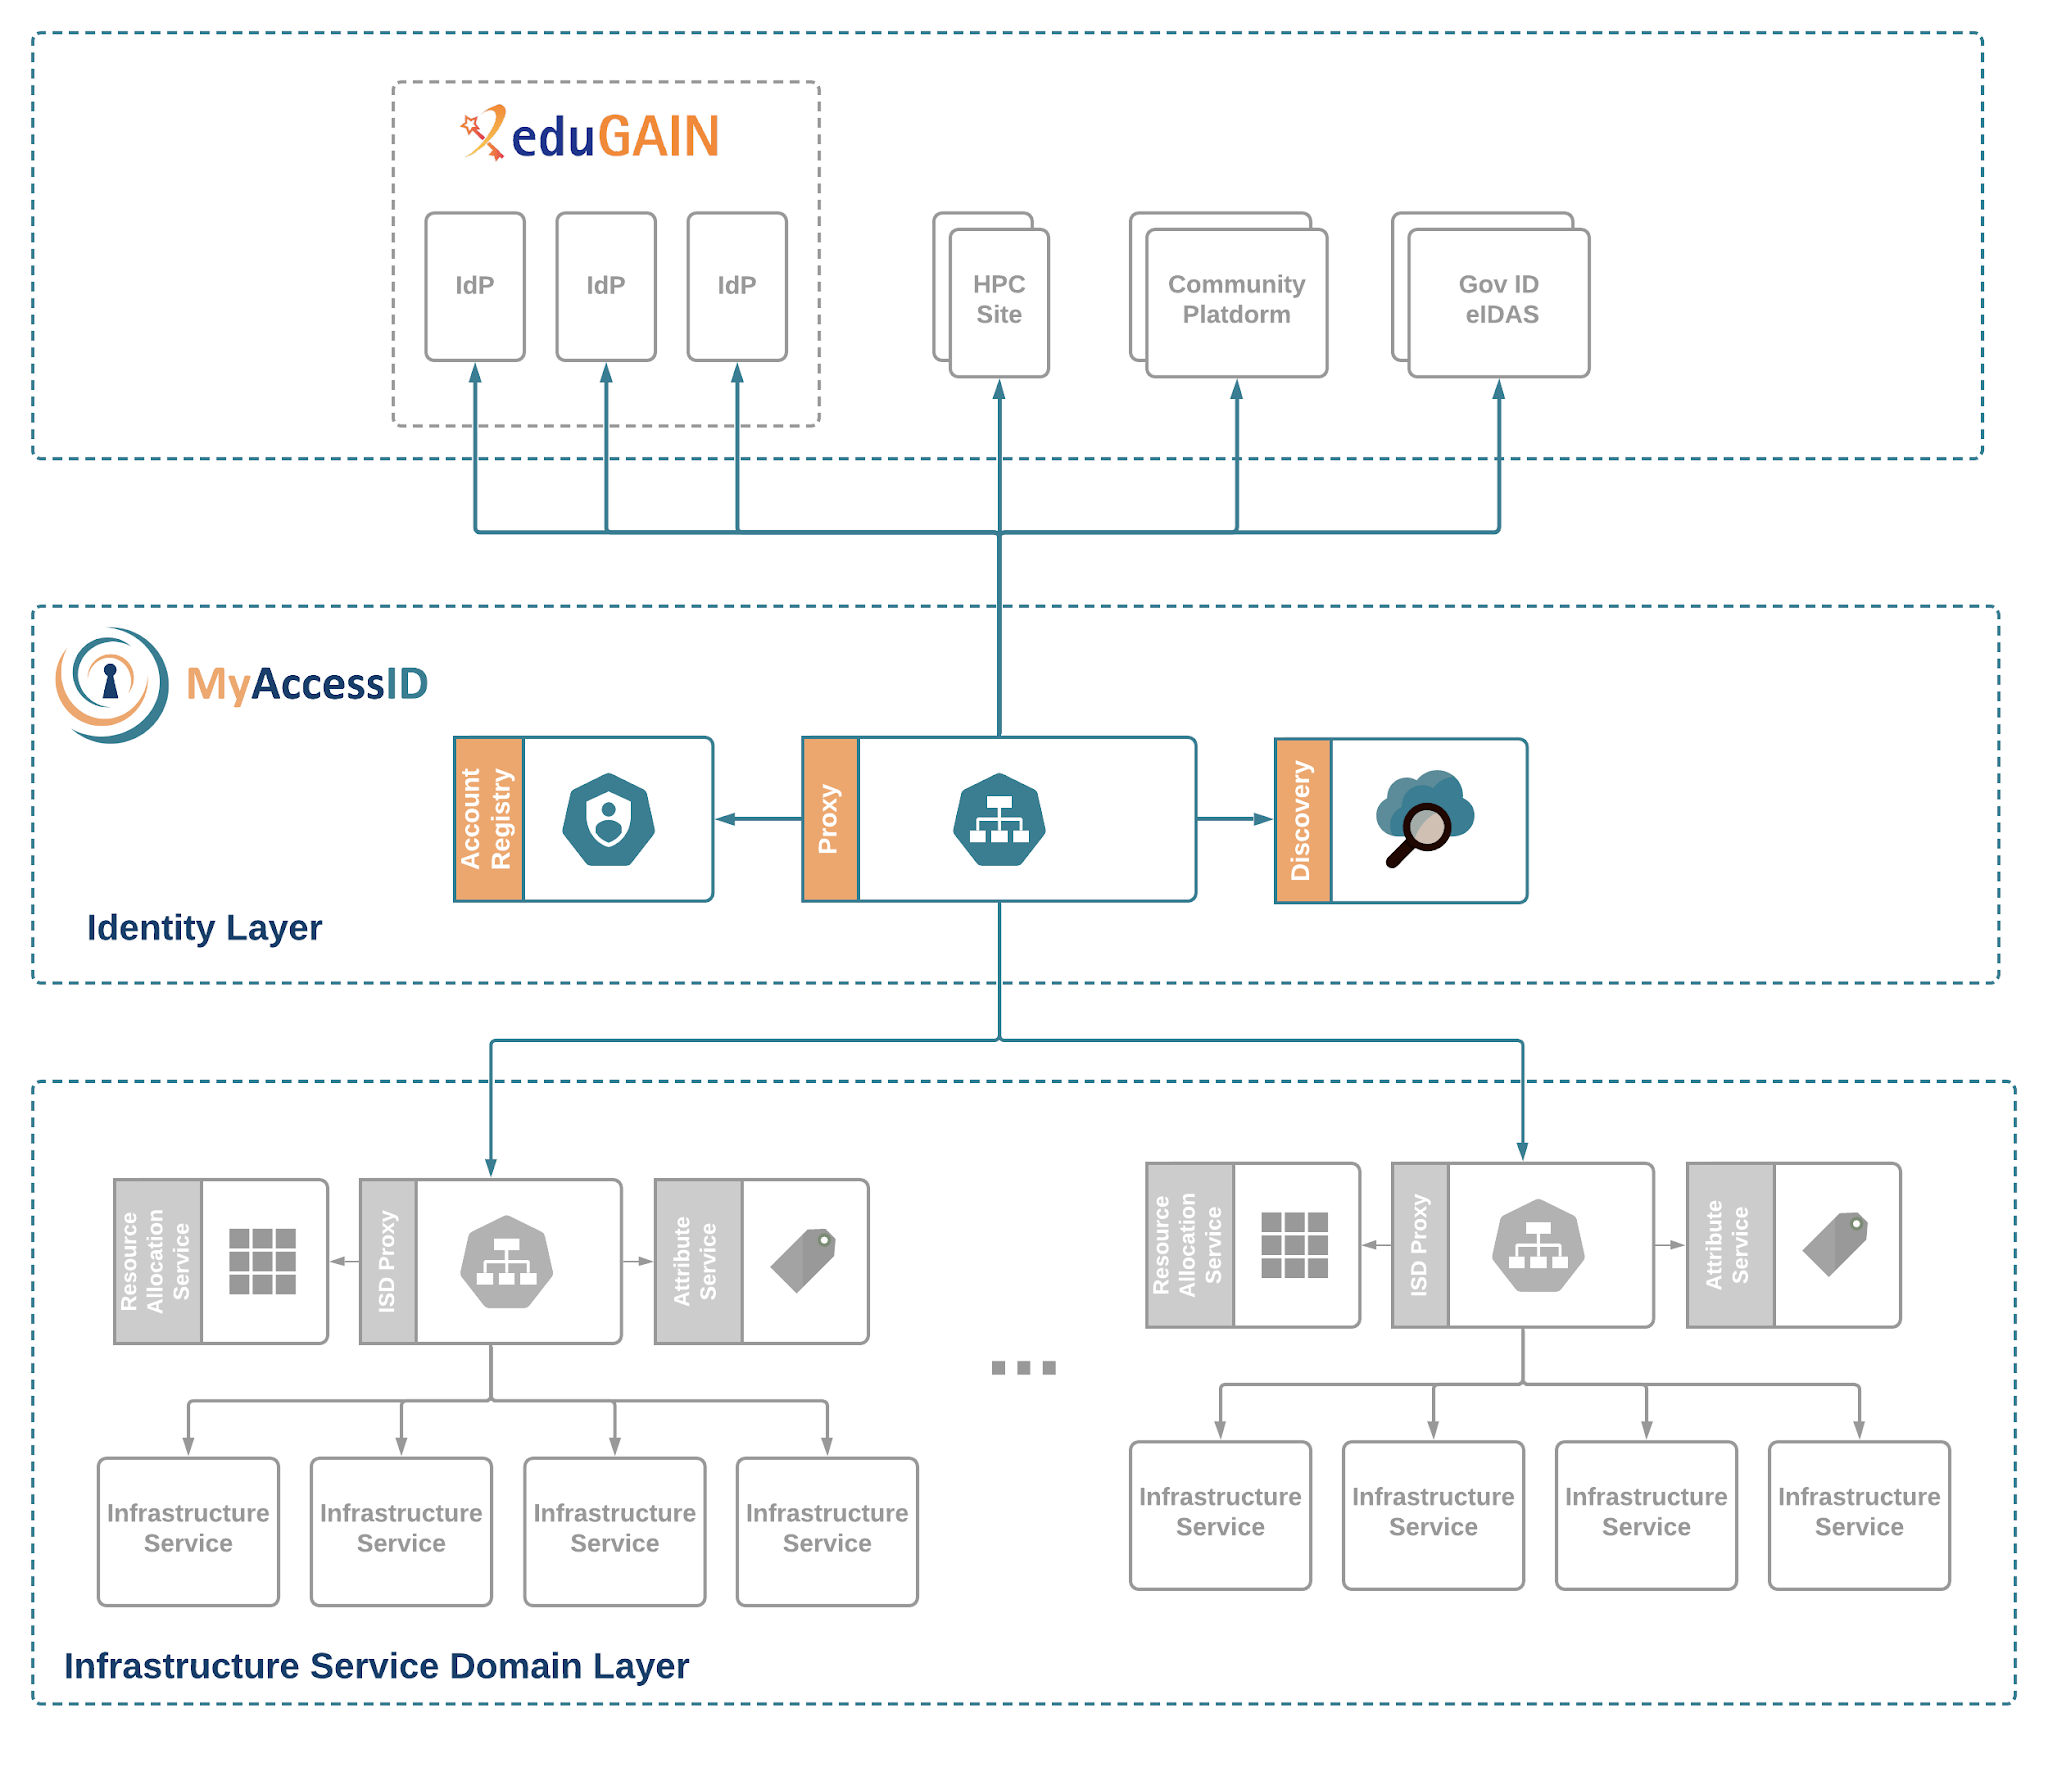 eduGAIN
IdP
IdP
IdP
HPC
Site
Community
Platdorm
Gov ID
eIDAS
MyAccessID
Account
Registry
Proxy
Discovery
Identity Layer
Resource
Allocation
Service
ISD Proxy
Attribute
Service
Resource
Allocation
Service
ISD Proxy
Attribute
Service
Infrastructure
Service
Infrastructure
Service
Infrastructure
Service
Infrastructure
Service
Infrastructure
Service
Infrastructure
Service
Infrastructure
Service
Infrastructure
Service
Infrastructure Service Domain Layer